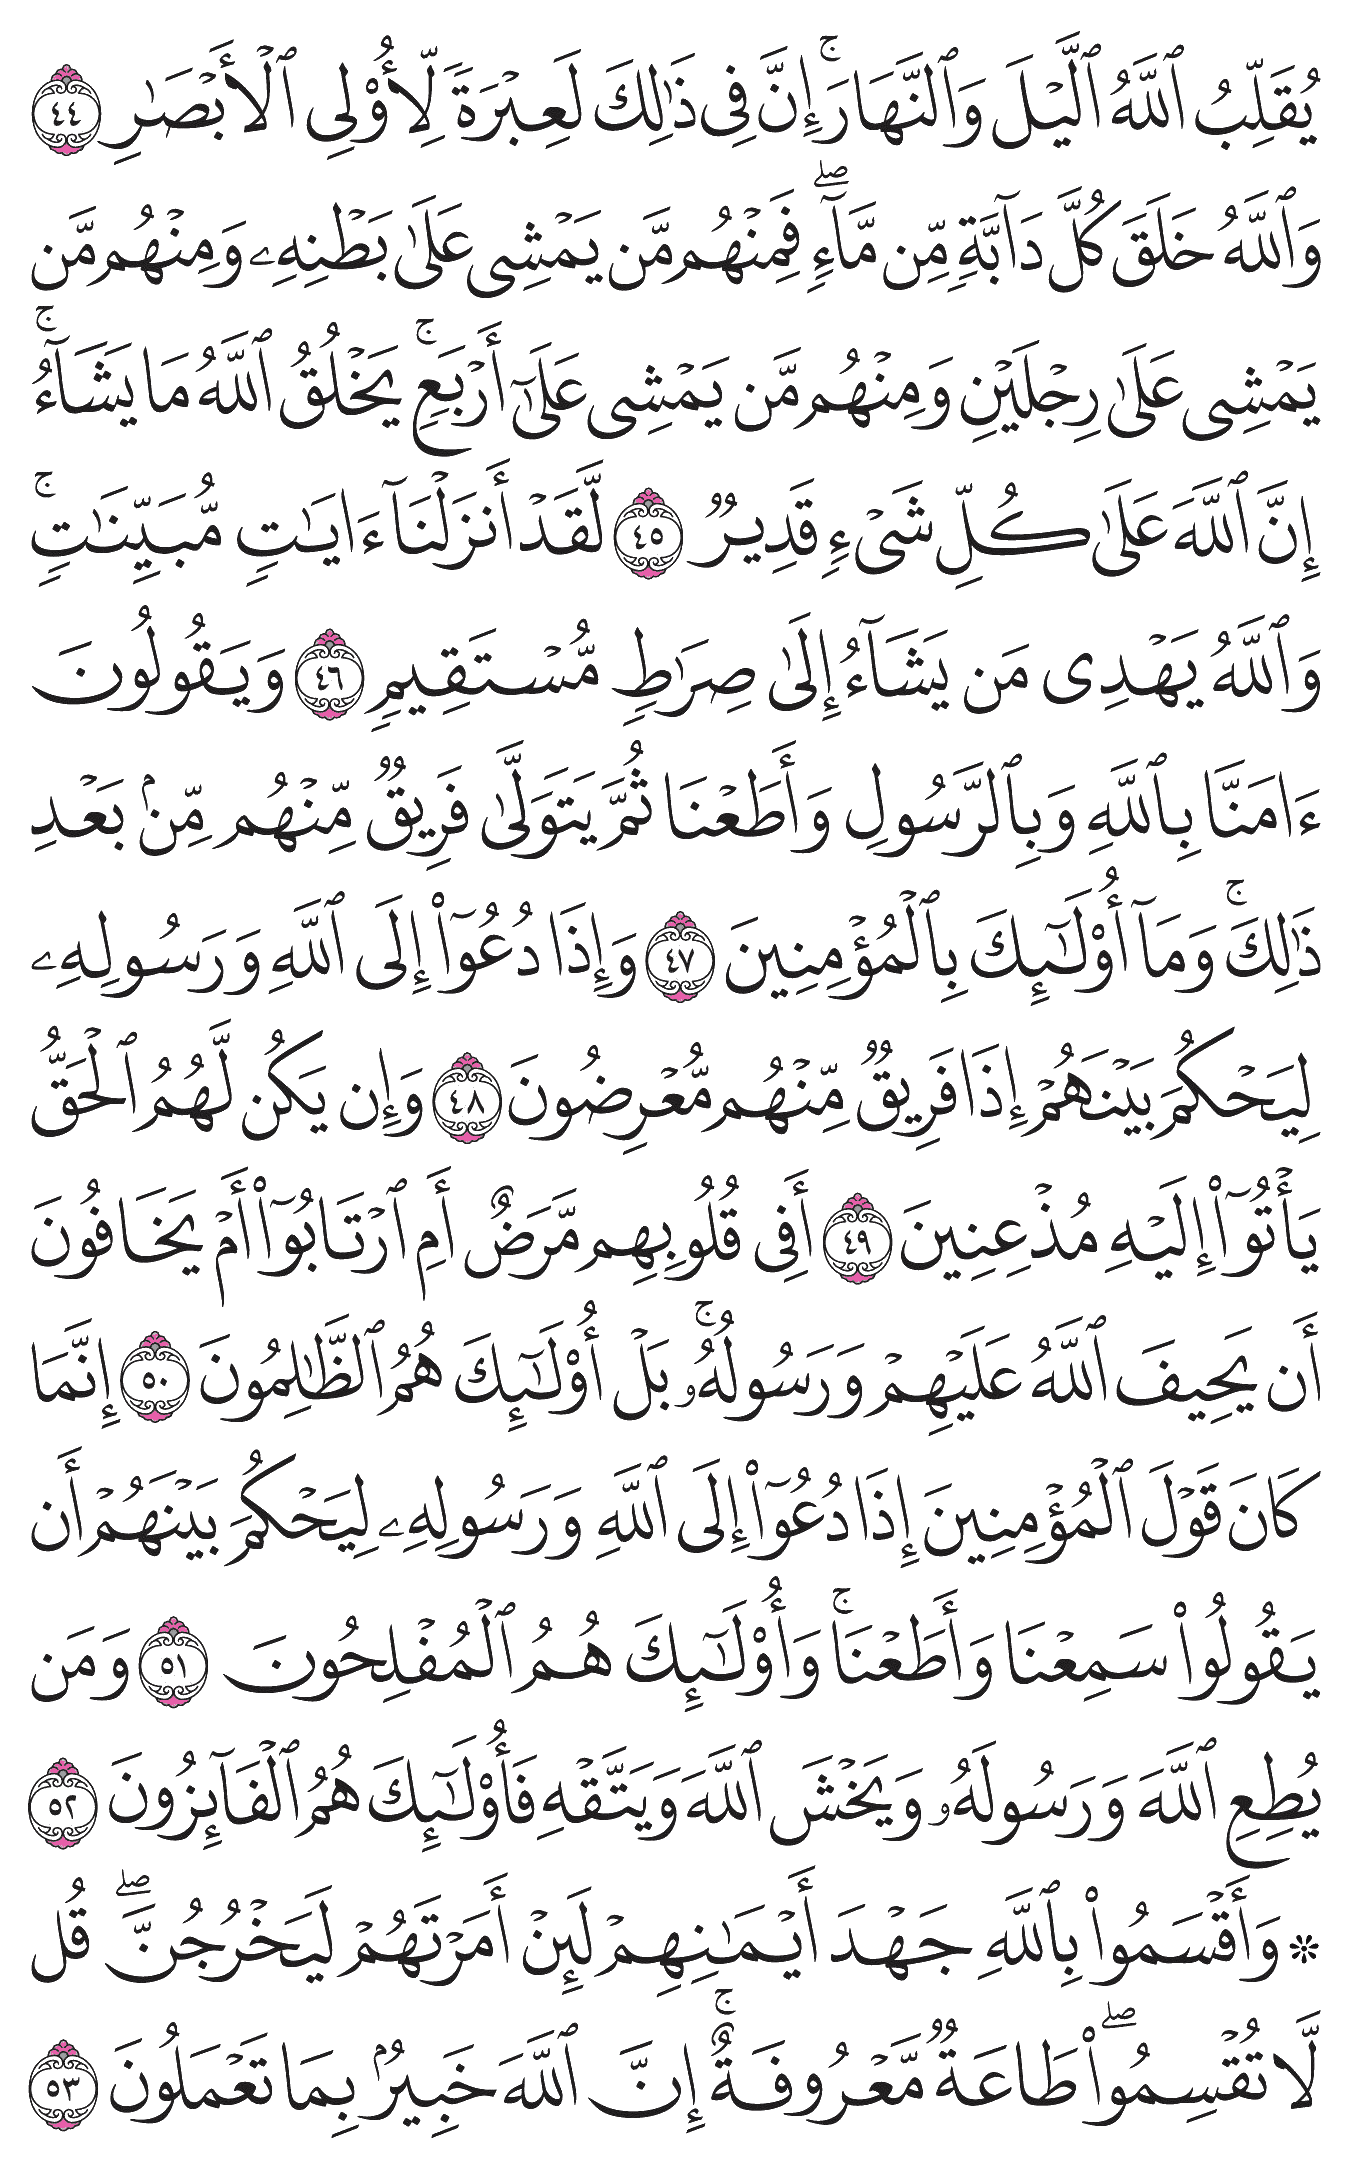 يُقَلِّبُ ٱللَّهُ ٱلَّيۡلَ وَٱلنَّهَارَۚ إِنَّ فِي ذَٰلِكَ لَعِبۡرَةٗ لِّأُوْلِي ٱلۡأَبۡصَٰرِ ٤٤
وَٱللَّهُ خَلَقَ كُلَّ دَآبَّةٖ مِّن مَّآءٖۖ فَمِنۡهُم مَّن يَمۡشِي عَلَىٰ بَطۡنِهِۦ وَمِنۡهُم مَّن
يَمۡشِي عَلَىٰ رِجۡلَيۡنِ وَمِنۡهُم مَّن يَمۡشِي عَلَىٰٓ أَرۡبَعٖۚ يَخۡلُقُ ٱللَّهُ مَا يَشَآءُۚ
إِنَّ ٱللَّهَ عَلَىٰ كُلِّ شَيۡءٖ قَدِيرٞ ٤٥ لَّقَدۡ أَنزَلۡنَآ ءَايَٰتٖ مُّبَيِّنَٰتٖۚ
وَٱللَّهُ يَهۡدِي مَن يَشَآءُ إِلَىٰ صِرَٰطٖ مُّسۡتَقِيمٖ ٤٦ وَيَقُولُونَ
ءَامَنَّا بِٱللَّهِ وَبِٱلرَّسُولِ وَأَطَعۡنَا ثُمَّ يَتَوَلَّىٰ فَرِيقٞ مِّنۡهُم مِّنۢ بَعۡدِ
ذَٰلِكَۚ وَمَآ أُوْلَٰٓئِكَ بِٱلۡمُؤۡمِنِينَ ٤٧ وَإِذَا دُعُوٓاْ إِلَى ٱللَّهِ وَرَسُولِهِۦ
لِيَحۡكُمَ بَيۡنَهُمۡ إِذَا فَرِيقٞ مِّنۡهُم مُّعۡرِضُونَ ٤٨ وَإِن يَكُن لَّهُمُ ٱلۡحَقُّ
يَأۡتُوٓاْ إِلَيۡهِ مُذۡعِنِينَ ٤٩ أَفِي قُلُوبِهِم مَّرَضٌ أَمِ ٱرۡتَابُوٓاْ أَمۡ يَخَافُونَ
أَن يَحِيفَ ٱللَّهُ عَلَيۡهِمۡ وَرَسُولُهُۥۚ بَلۡ أُوْلَٰٓئِكَ هُمُ ٱلظَّٰلِمُونَ ٥٠ إِنَّمَا
كَانَ قَوۡلَ ٱلۡمُؤۡمِنِينَ إِذَا دُعُوٓاْ إِلَى ٱللَّهِ وَرَسُولِهِۦ لِيَحۡكُمَ بَيۡنَهُمۡ أَن
يَقُولُواْ سَمِعۡنَا وَأَطَعۡنَاۚ وَأُوْلَٰٓئِكَ هُمُ ٱلۡمُفۡلِحُونَ ٥١ وَمَن
يُطِعِ ٱللَّهَ وَرَسُولَهُۥ وَيَخۡشَ ٱللَّهَ وَيَتَّقۡهِ فَأُوْلَٰٓئِكَ هُمُ ٱلۡفَآئِزُونَ ٥٢
۞ وَأَقۡسَمُواْ بِٱللَّهِ جَهۡدَ أَيۡمَٰنِهِمۡ لَئِنۡ أَمَرۡتَهُمۡ لَيَخۡرُجُنَّۖ قُل
لَّا تُقۡسِمُواْۖ طَاعَةٞ مَّعۡرُوفَةٌۚ إِنَّ ٱللَّهَ خَبِيرُۢ بِمَا تَعۡمَلُونَ ٥٣